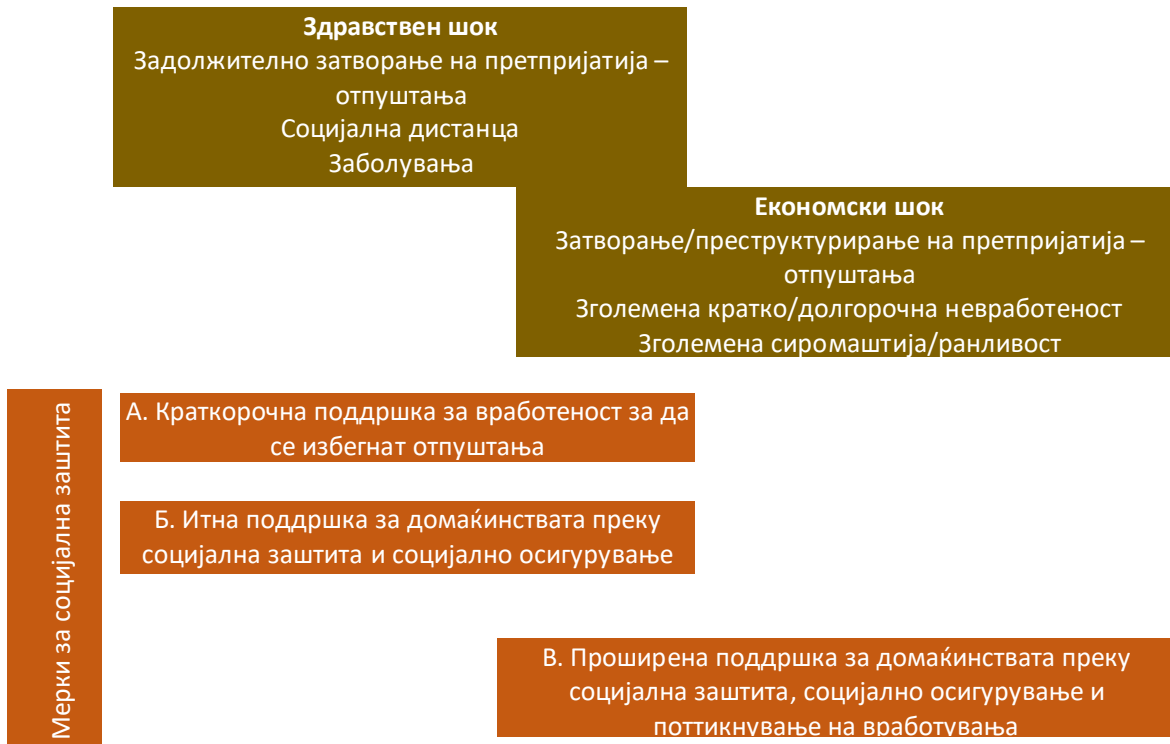 Здравствен шок
Задолжително затворање на претпријатија –
отпуштања
Социјална дистанца
Заболувања
Економски шок
Затворање/преструктурирање на претпријатија –
отпуштања
Зголемена кратко/долгорочна невработеност
Зголемена сиромаштија/ранливост
Мерки за социјална заштита
А. Краткорочна поддршка за вработеност за да
се избегнат отпуштања
Б. Итна поддршка за домаќинствата преку
социјална заштита и социјално осигурување
В. Проширена поддршка за домаќинствата преку
социјална заштита, социјално осигурување и
поттикнување на вработувања